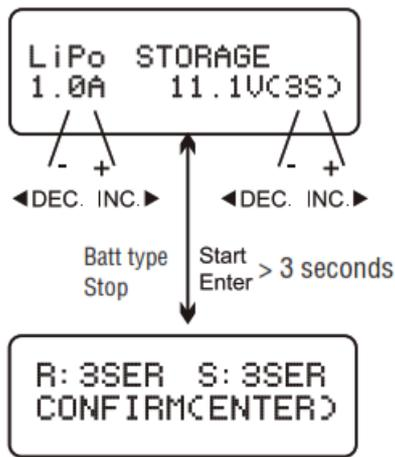 LiPo STORAGE
1.0A 11.1V(3S)
- + - +
◄DEC. INC.► ◄DEC. INC.►
Batt type Start
Stop Enter > 3 seconds
R:3SER S:3SER
CONFIRM(ENTER)